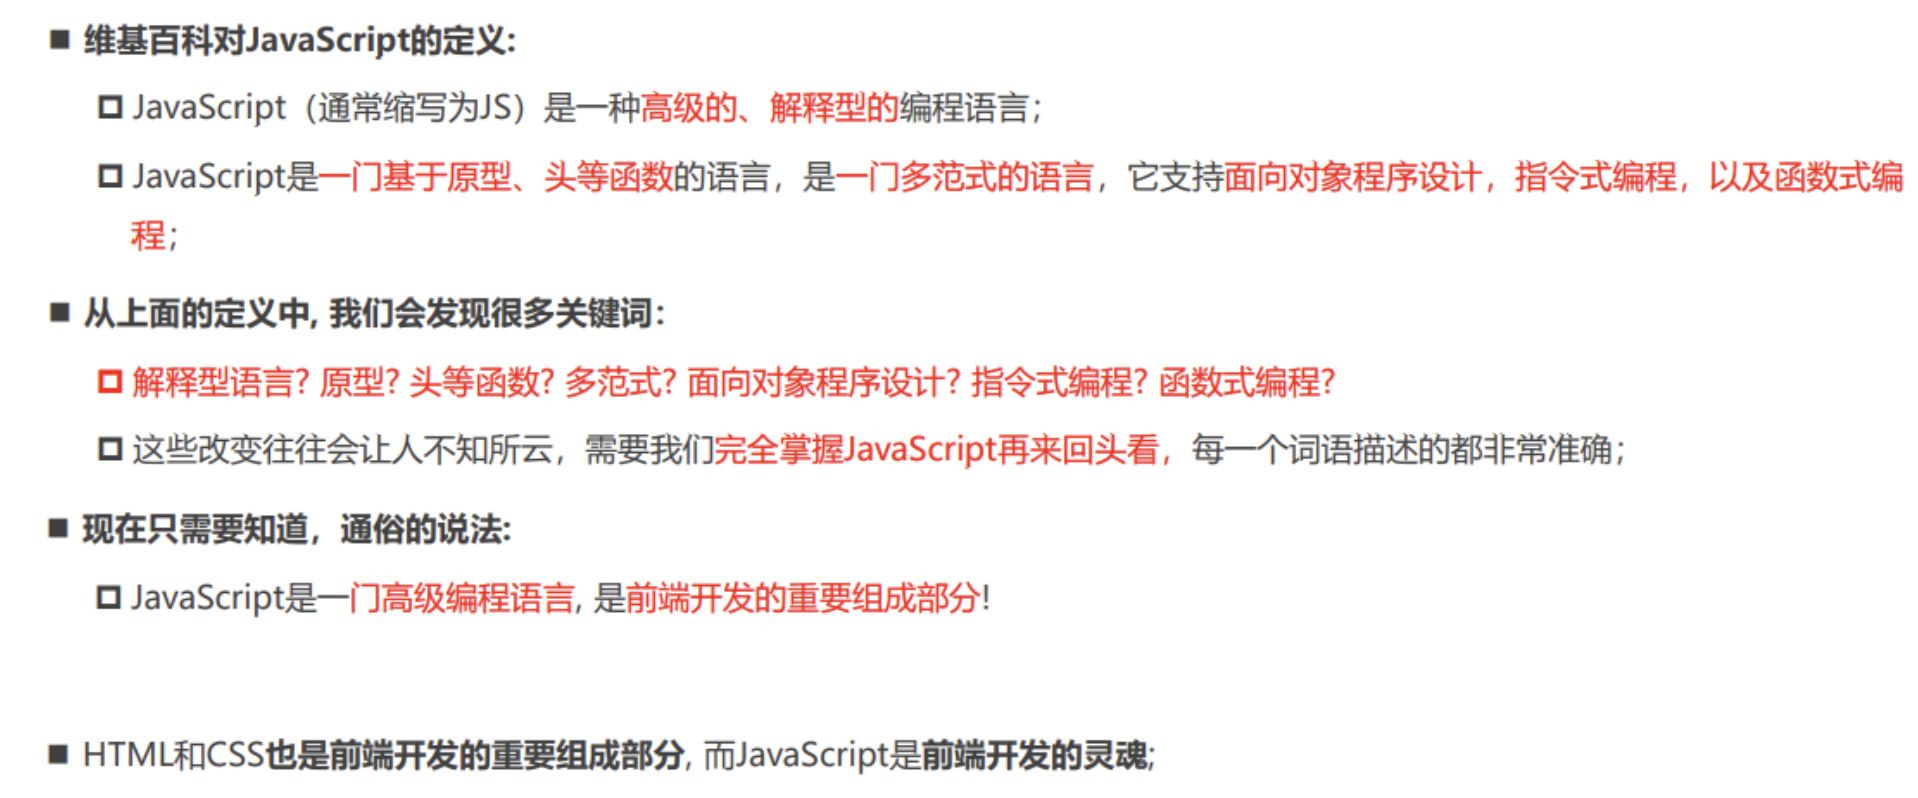 维基百科对JavaScript的定义:
JavaScript（通常缩写为JS）是一种高级的、解释型的编程语言；
JavaScript是一门基于原型、头等函数的语言，是一门多范式的语言，它支持面向对象程序设计，指令式编程，以及函数式编
程；
从上面的定义中, 我们会发现很多关键词：
解释型语言? 原型? 头等函数? 多范式? 面向对象程序设计? 指令式编程? 函数式编程?
这些改变往往会让人不知所云，需要我们完全掌握JavaScript再来回头看，每一个词语描述的都非常准确；
现在只需要知道，通俗的说法:
JavaScript是一门高级编程语言, 是前端开发的重要组成部分!
HTML和CSS也是前端开发的重要组成部分, 而JavaScript是前端开发的灵魂;